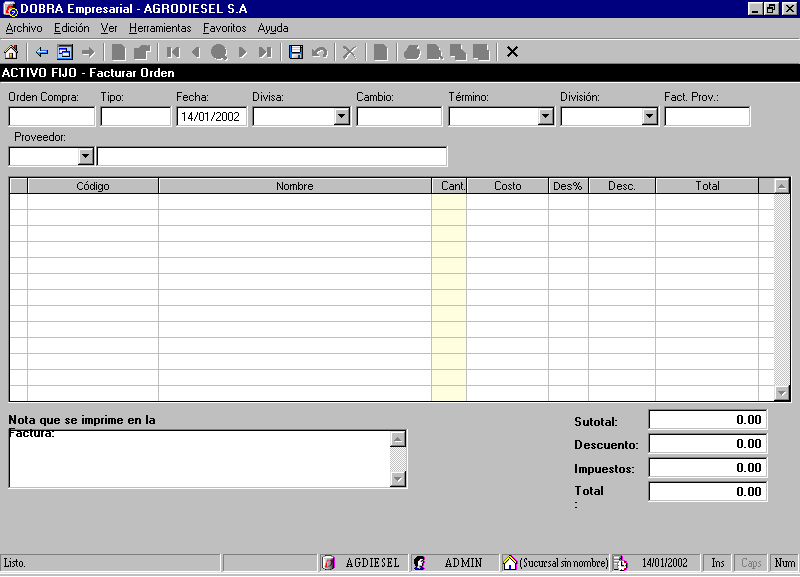 DOBRA Empresarial - AGRODIESEL S.A
Archivo Edición Ver Herramientas Favoritos Ayuda
ACTIVO FIJO - Facturar Orden
Orden Compra: Tipo: Fecha: Divisa: Cambio: Término: División: Fact. Prov.:
14/01/2002
Proveedor:
Código Nombre Cant. Costo Des% Desc. Total
Nota que se imprime en la
Factura:
Sutotal: 0.00
Descuento: 0.00
Impuestos: 0.00
Total 0.00
:
Listo. AGDIESEL ADMIN (Sucursal sin nombre) 14/01/2002 Ins Caps Num